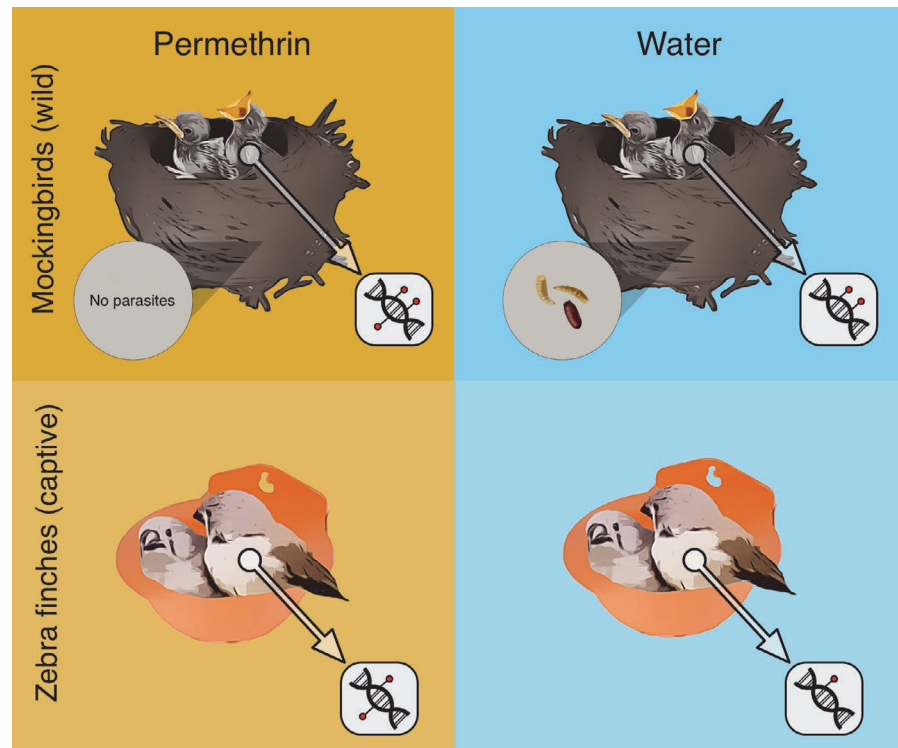 Permethrin
Water
Mockingbirds (wild)
No parasites
Zebra finches (captive)